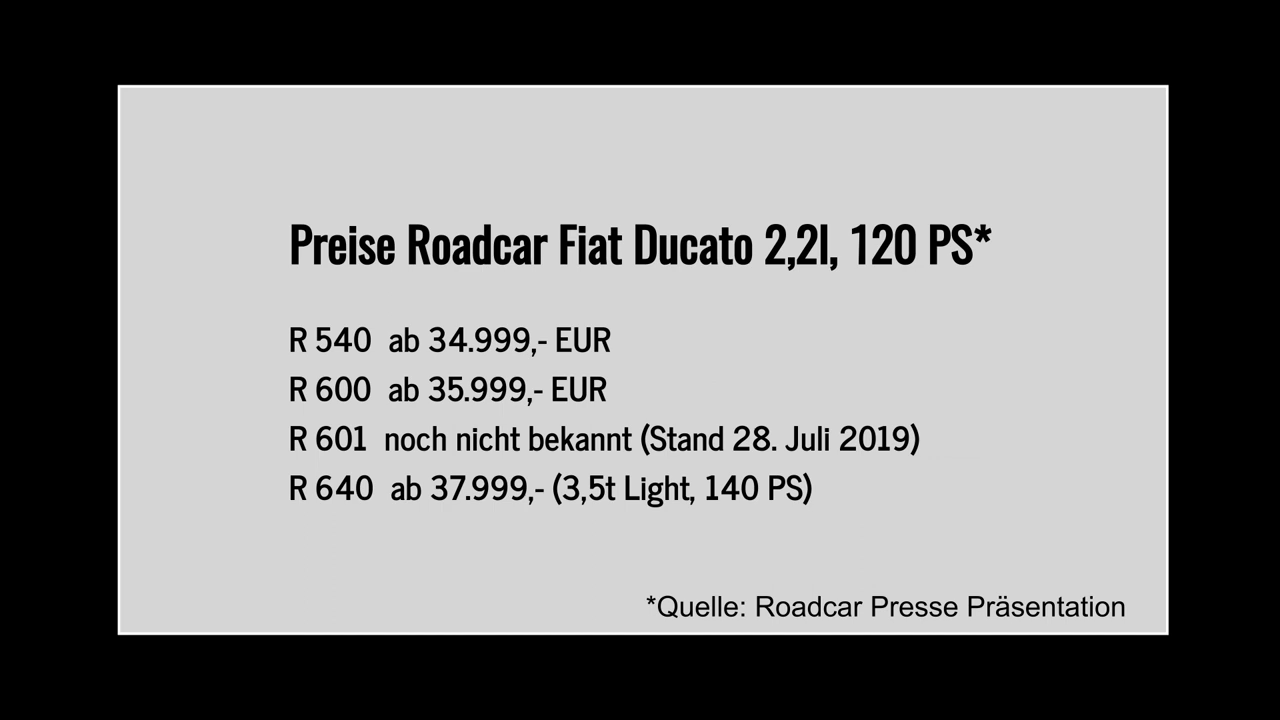 Preise Roadcar Fiat Ducato 2,2l, 120 PS*
R 540 ab 34.999,- EUR
R 600 ab 35.999,- EUR
R 601 noch nicht bekannt (Stand 28. Juli 2019)
R 640 ab 37.999,- (3,5t Light, 140 PS)
*Quelle: Roadcar Presse Präsentation